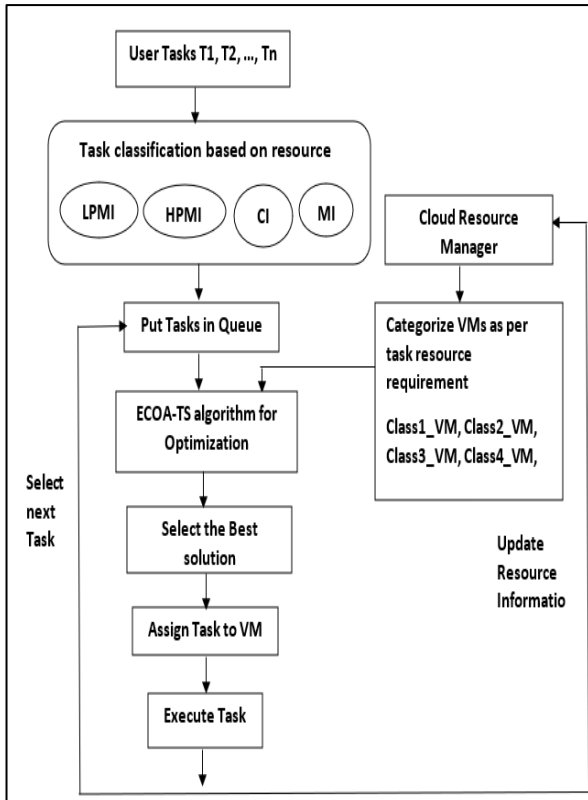 User Tasks T1, T2, ..., Tn
Task classification based on resource
LPMI
HPMI
CI
MI
Cloud Resource
Manager
Put Tasks in Queue
Categorize VMs as per
task resource
requirement
Class1_VM, Class2_VM,
Class3_VM, Class4_VM,
ECOA-TS algorithm for
Optimization
Select
next
Task
Select the Best
solution
Update
Resource
Informatio
Assign Task to VM
Execute Task